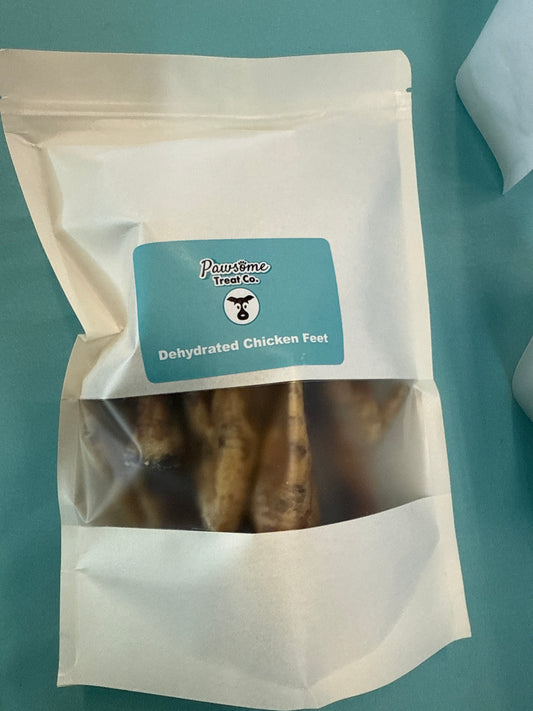 Pawsome
Treat Co.
Dehydrated Chicken Feet